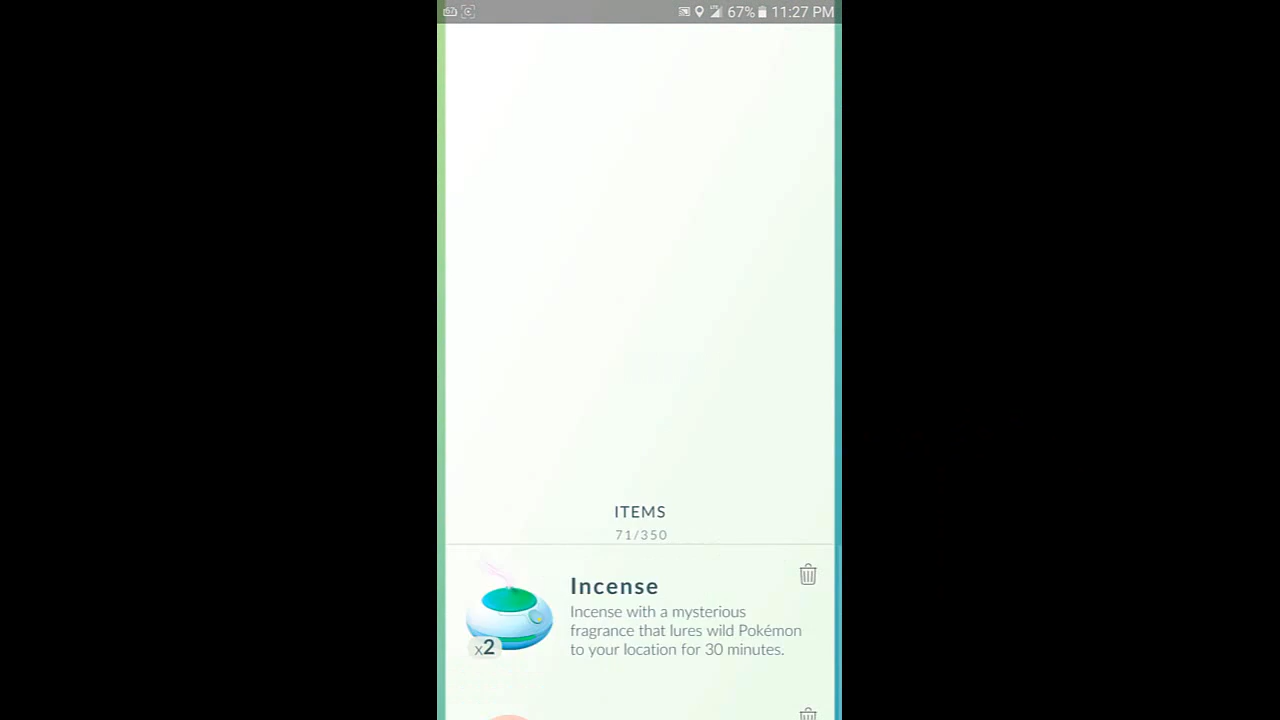 67% 11:27 PM
ITEMS
71/350
Incense
Incense with a mysterious
fragrance that lures wild Pokémon
to your location for 30 minutes.
x2